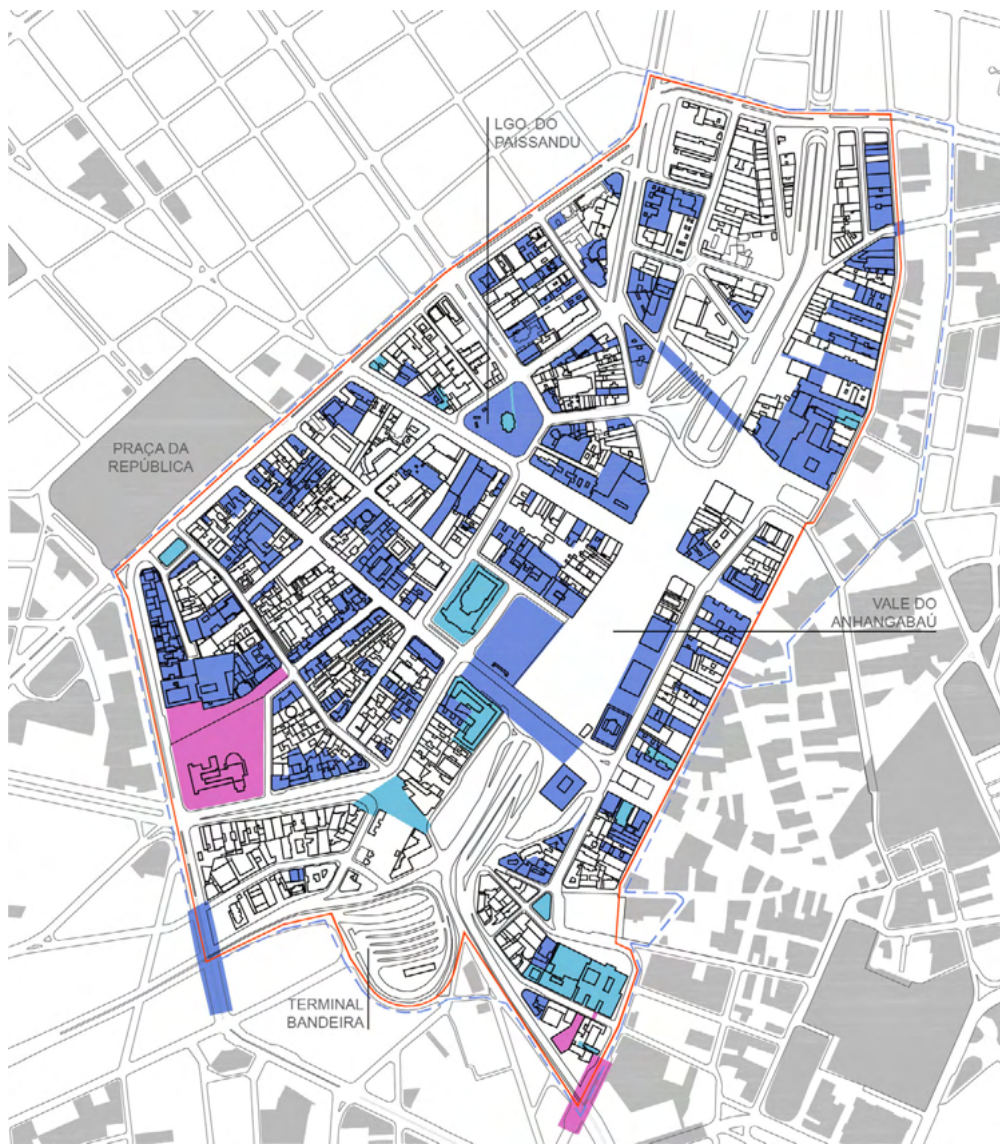 LGO. DO
PAISSANDU
PRAÇA DA
REPÚBLICA
VALE DO
ANHANGABAÚ
TERMINAL
BANDEIRA